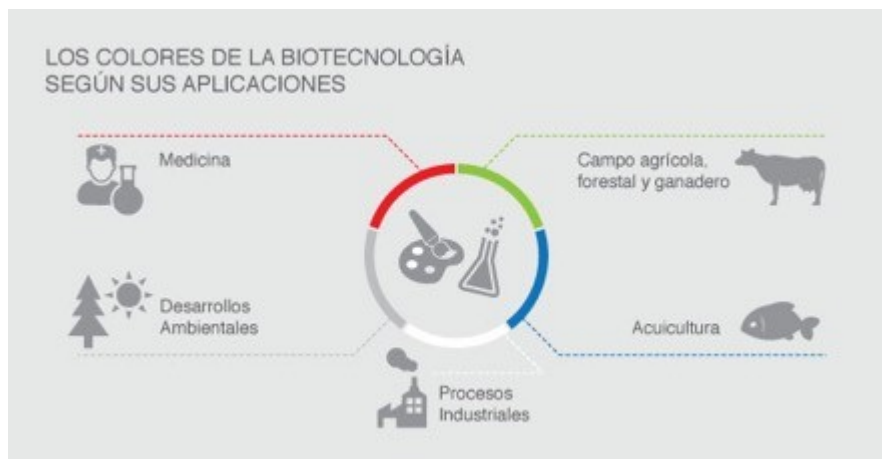 LOS COLORES DE LA BIOTECNOLOGÍA
SEGÚN SUS APLICACIONES
Medicina
Campo agrícola,
forestal y ganadero
Desarrollos
Ambientales
Acuicultura
Procesos
Industriales